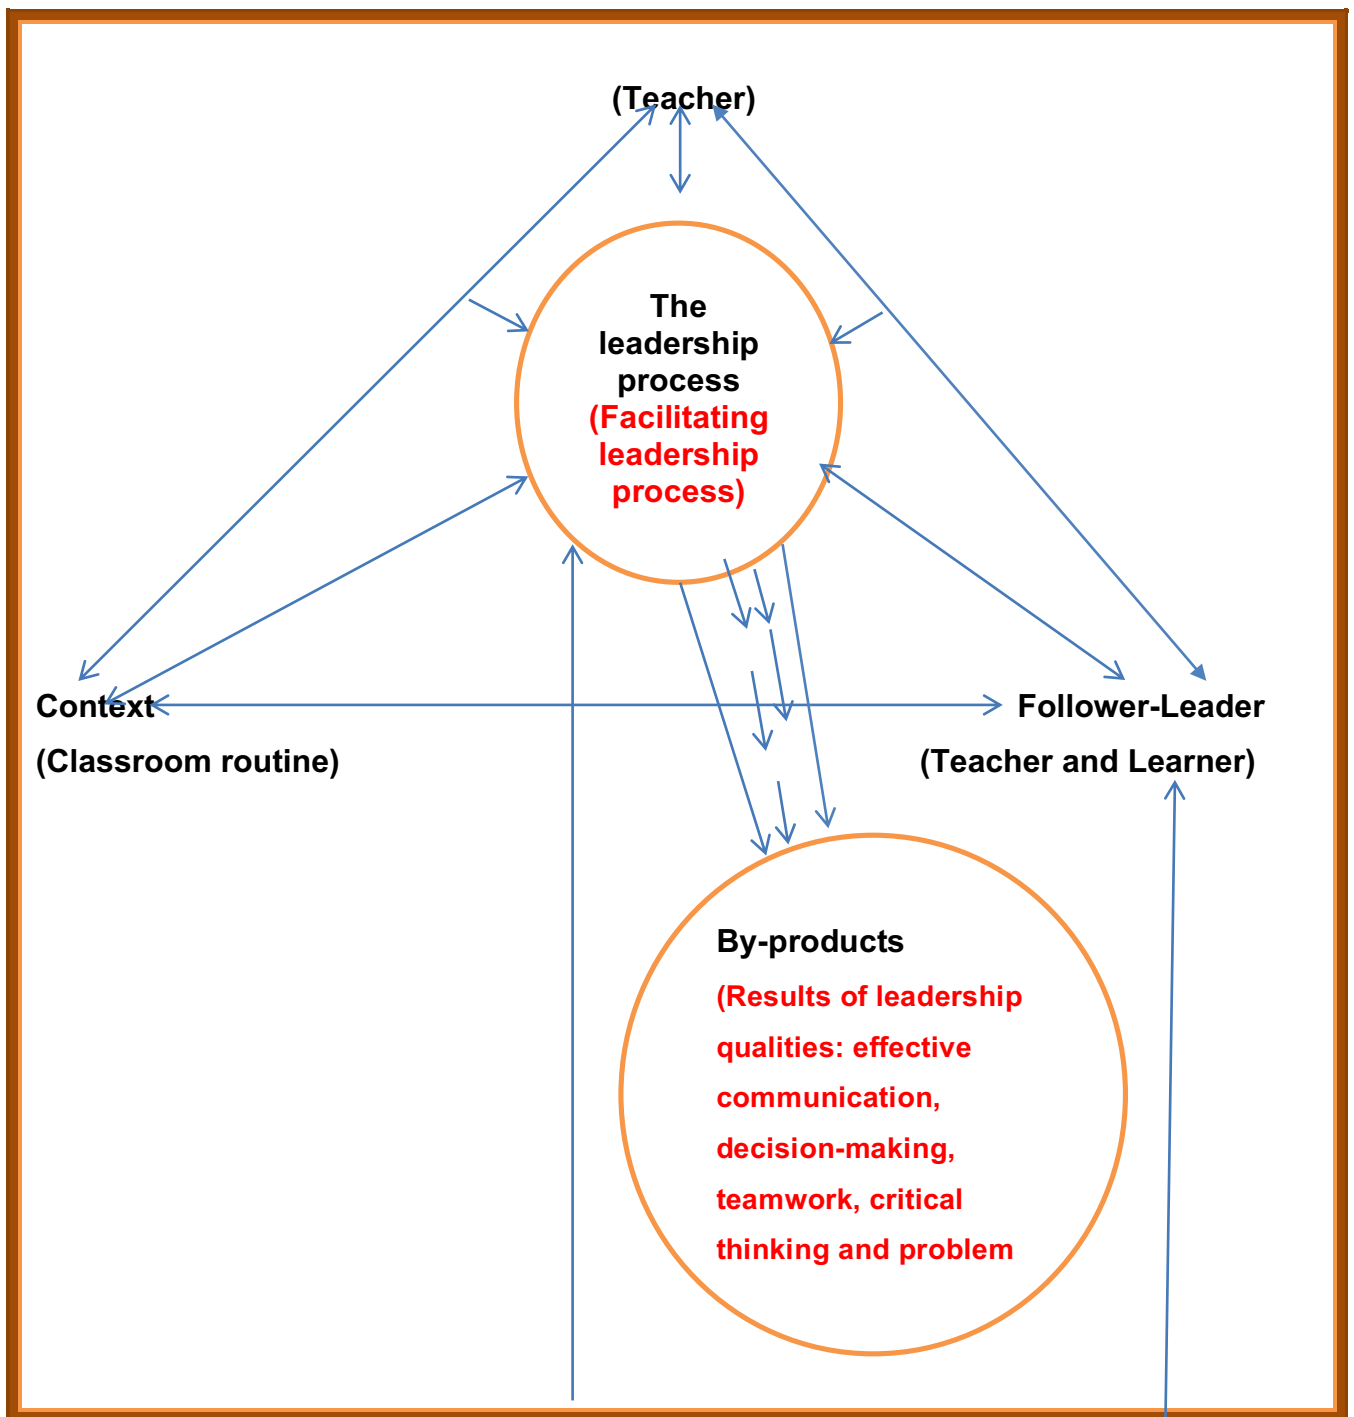 (Teacher)
The
leadership
process
(Facilitating
leadership
process)
Context
Follower-Leader
(Classroom routine)
(Teacher and Learner)
By-products
(Results of leadership
qualities: effective
communication,
decision-making,
teamwork, critical
thinking and problem